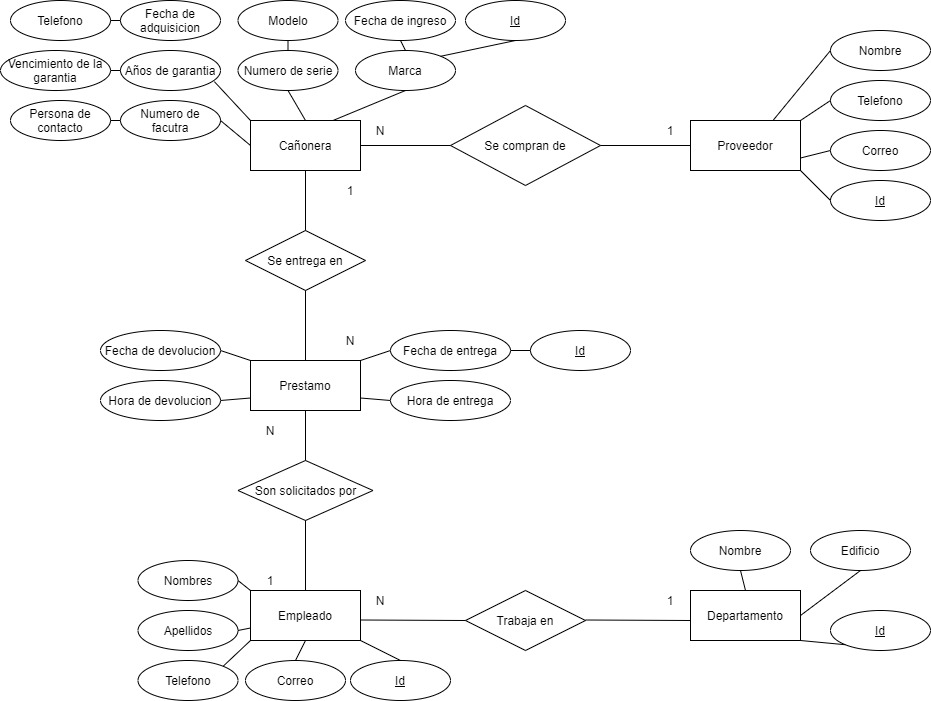 Telefono
Fecha de
adquisicion
Modelo
Fecha de ingreso
Id
Vencimiento de la
garantia
Años de garantia
Numero de serie
Marca
Nombre
Persona de
contacto
Numero de
facutra
Telefono
Cañonera
N
Se compran de
1
Proveedor
Correo
Id
1
Se entrega en
N
Fecha de devolucion
Fecha de entrega
Id
Prestamo
Hora de devolucion
Hora de entrega
N
Son solicitados por
Nombre
Edificio
Nombres
1
Empleado
N
Trabaja en
1
Departamento
Apellidos
Id
Telefono
Correo
Id